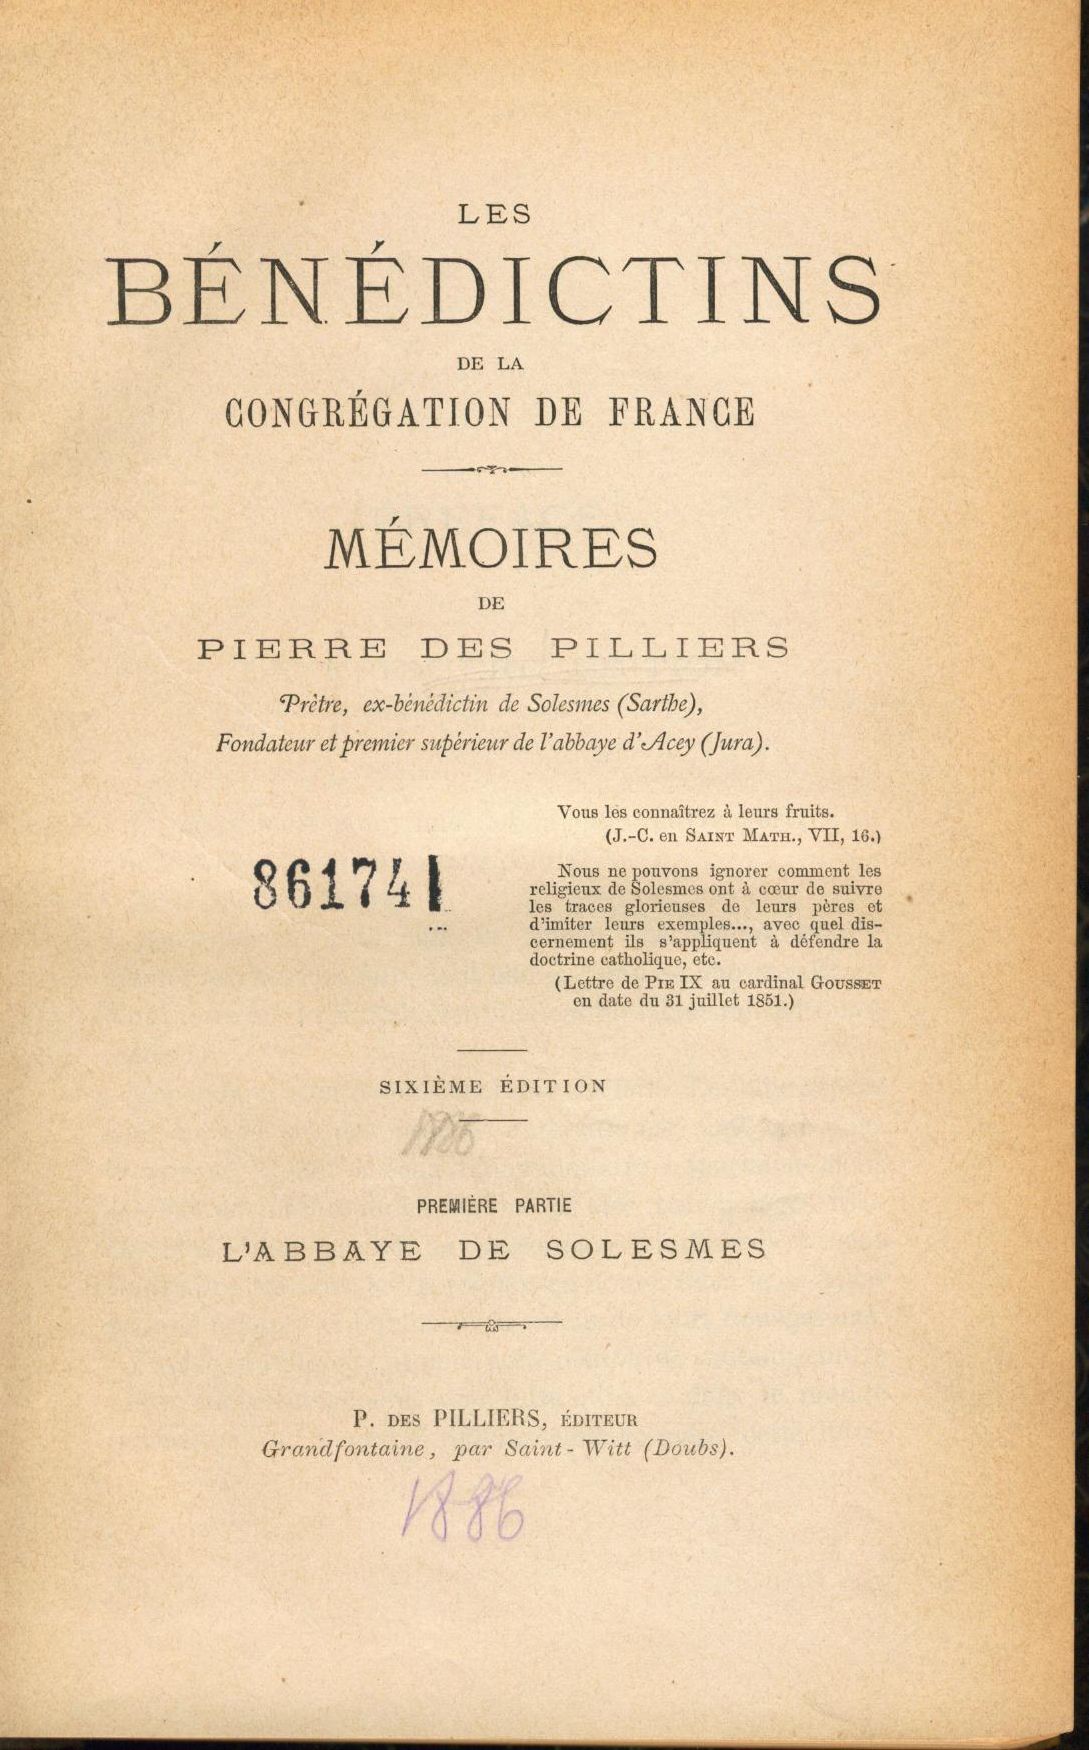 LES
BÉNÉDICTINS
DE LA
CONGRÉGATION DE FRANCE
MÉMOIRES
DE
PIERRE DES PILLIERS
Prêtre, ex-bénédictin de Solesmes (Sarthe),
Fondateur et premier supérieur de l'abbaye d'Acey (Jura).
Vous les connaîtrez à leurs fruits.
(J.-C. en SAINT MATH., VII, 16.)
861741
Nous ne pouvons ignorer comment les
religieux de Solesmes ont à cœur de suivre
les traces glorieuses de leurs pères et
d'imiter leurs exemples..., avec quel dis-
cernement ils s'appliquent à défendre la
doctrine catholique, etc.
(Lettre de PIE IX au cardinal GOUSSET
en date du 31 juillet 1851.)
SIXIÈME ÉDITION
1886
PREMIÈRE PARTIE
L'ABBAYE DE SOLESMES
P. DES PILLIERS, ÉDITEUR
Grandfontaine, par Saint-Witt (Doubs).
1886